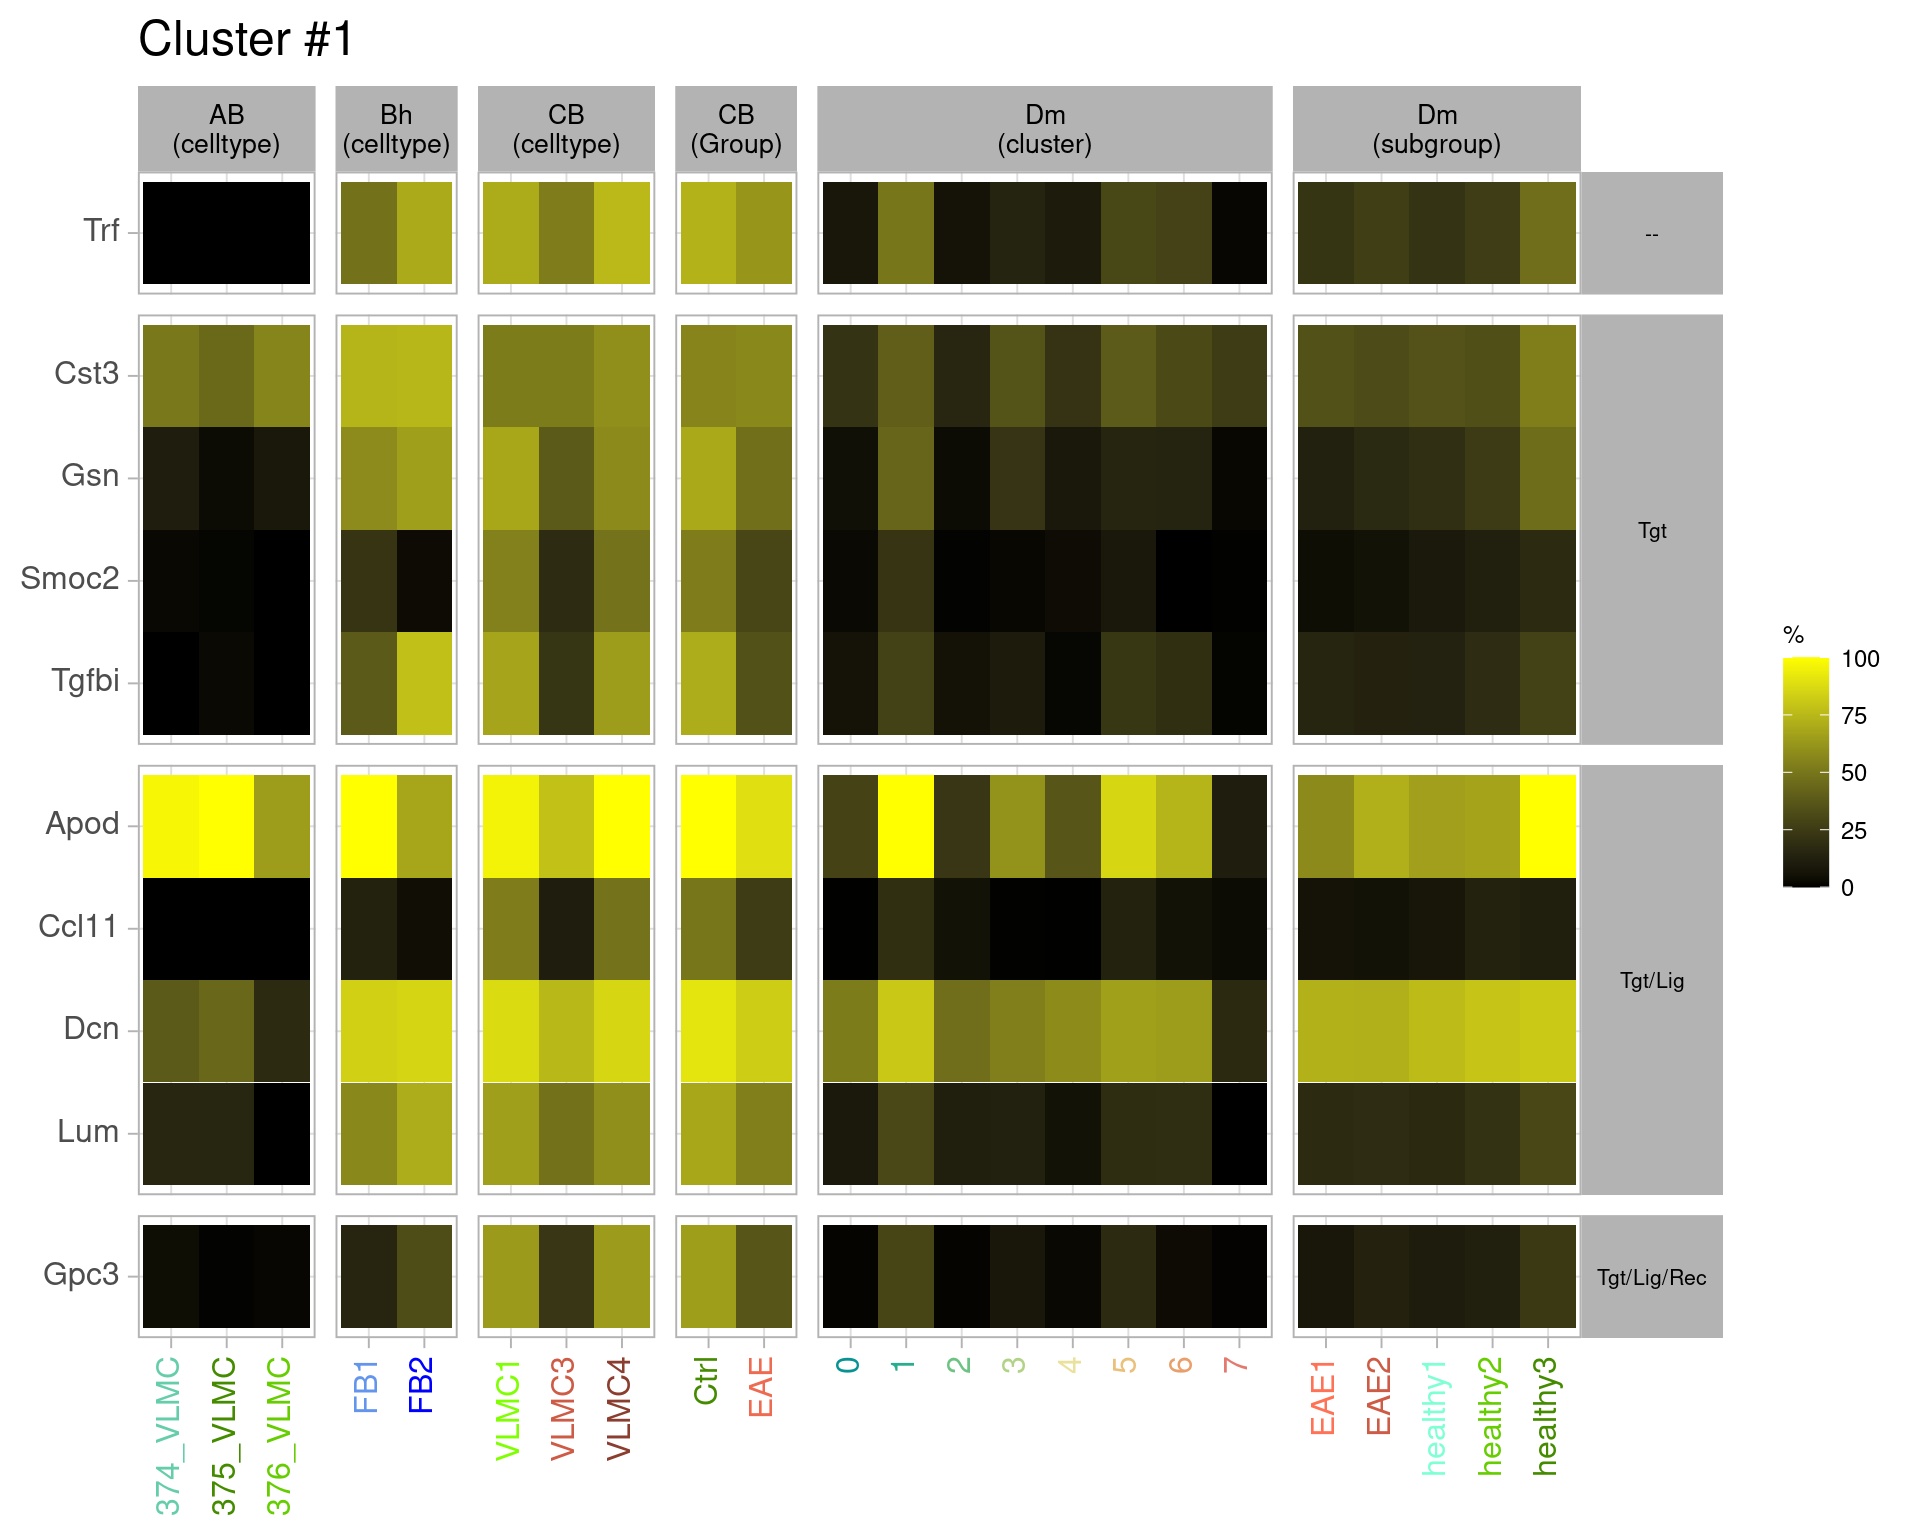 Cluster #1
AB
(celltype)
Bh
(celltype)
CB
(celltype)
CB
(Group)
Dm
(cluster)
Dm
(subgroup)
Trf
--
Cst3
Gsn
Smoc2
Tgfbi
Tgt
Apod
Ccl11
Dcn
Lum
Tgt/Lig
Gpc3
Tgt/Lig/Rec
374_VLMC
375_VLMC
376_VLMC
FB1
FB2
VLMC1
VLMC3
VLMC4
Ctrl
EAE
0
1
2
3
4
5
6
7
EAE1
EAE2
healthy1
healthy2
healthy3
%
100
75
50
25
0